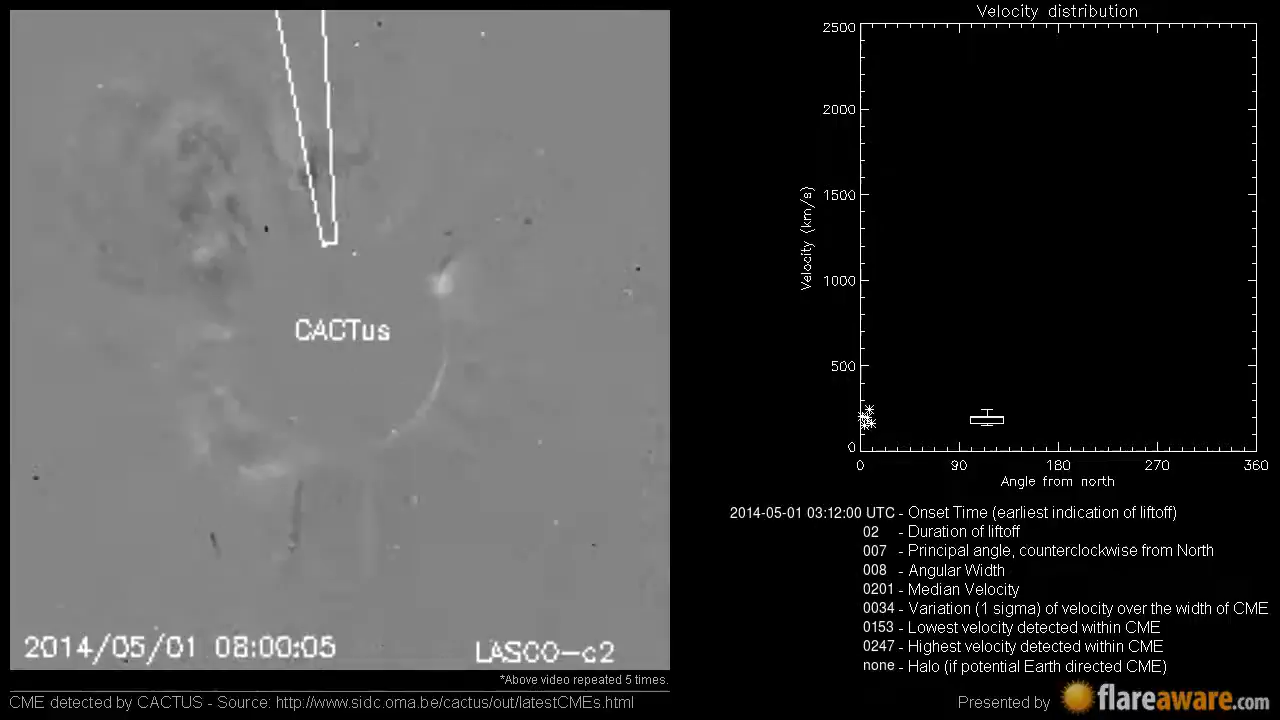 CACTus
2014/05/01 08:00:05
LASCO-c2
*Above video repeated 5 times.
CME detected by CACTUS - Source: http://www.sidc.oma.be/cactus/out/latestCMEs.html
Velocity distribution
2500
2000
1500
1000
500
0
Velocity (km/s)
0 90 180 270 360
Angle from north
2014-05-01 03:12:00 UTC - Onset Time (earliest indication of liftoff)
02 - Duration of liftoff
007 - Principal angle, counterclockwise from North
008 - Angular Width
0201 - Median Velocity
0034 - Variation (1 sigma) of velocity over the width of CME
0153 - Lowest velocity detected within CME
0247 - Highest velocity detected within CME
none - Halo (if potential Earth directed CME)
Presented by flareaware.com®